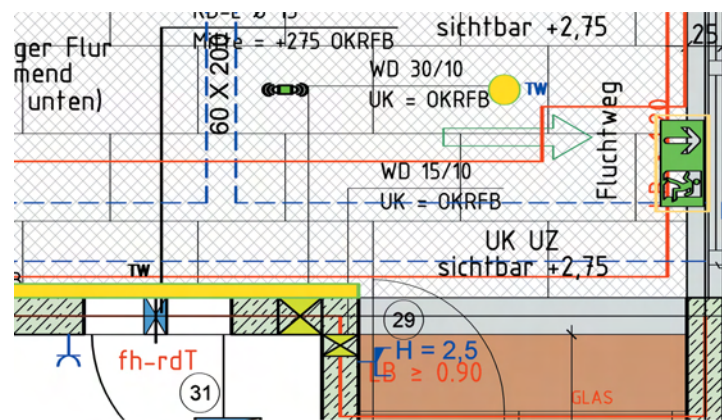 sichtbar +2,75
25
ger Flur
mend
unten)
= +275 OKRFB
60 X 200
WD 30/10
UK = OKRFB
TW
Fluchtweg
WD 15/10
UK = OKRFB
UK UZ
sichtbar +2,75
TW
29
H = 2,5
LB ≥ 0.90
fh-rdT
31
GLAS